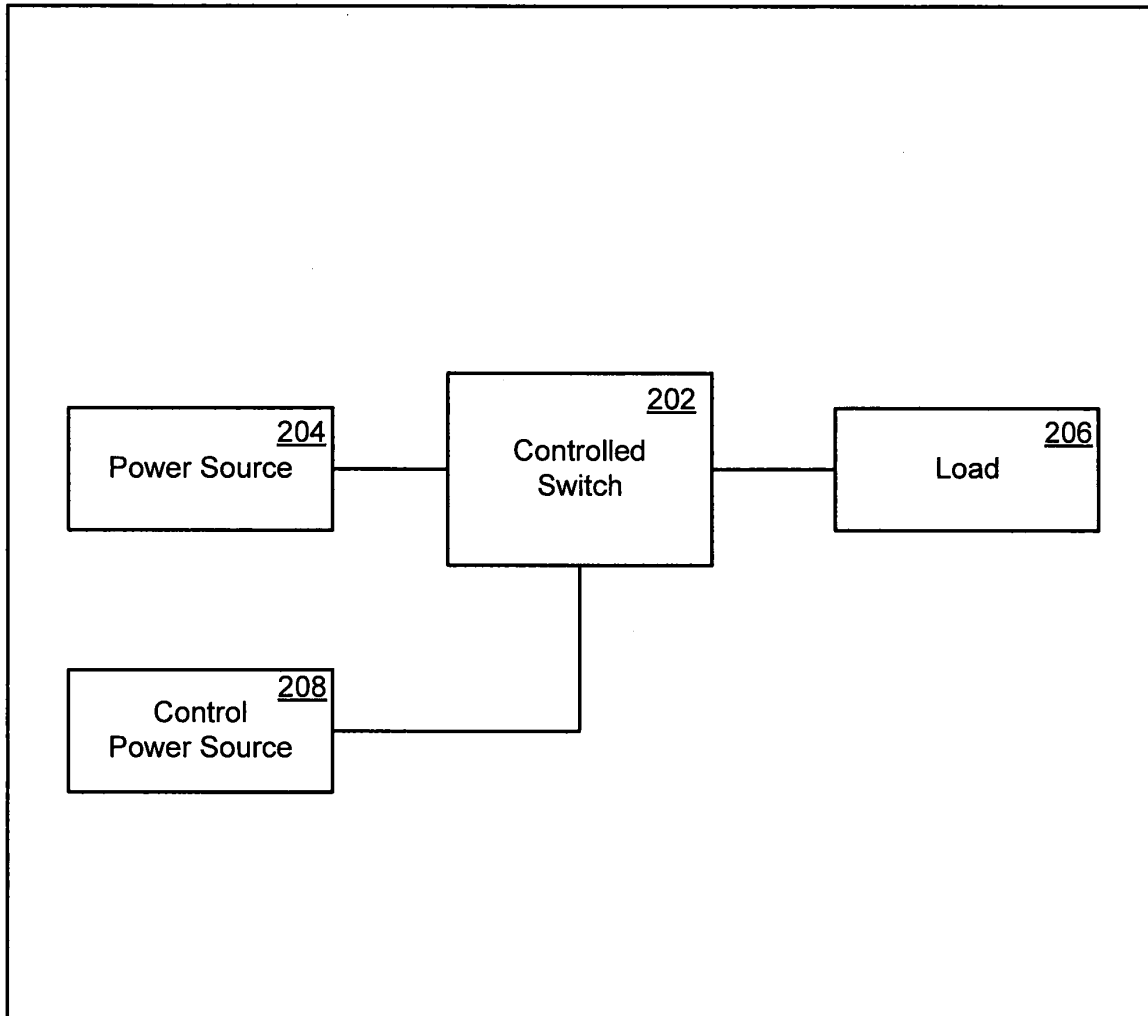 202
Controlled
Switch
204
Power Source
206
Load
208
Control
Power Source